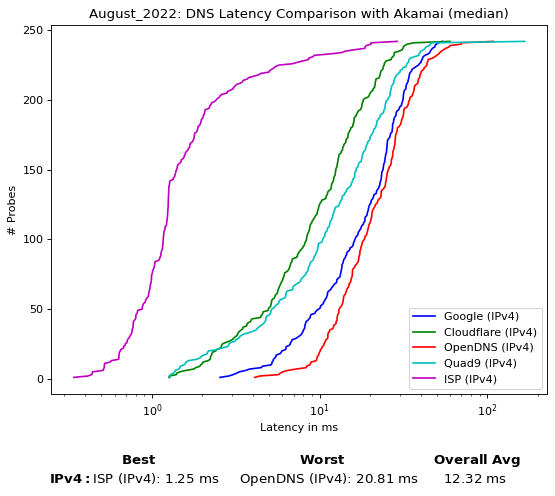 August_2022: DNS Latency Comparison with Akamai (median)
250
200
150
100
50
0
# Probes
10^0
10^1
10^2
Latency in ms
Google (IPv4)
Cloudflare (IPv4)
OpenDNS (IPv4)
Quad9 (IPv4)
ISP (IPv4)
Best Worst Overall Avg
IPv4: ISP (IPv4): 1.25 ms OpenDNS (IPv4): 20.81 ms 12.32 ms